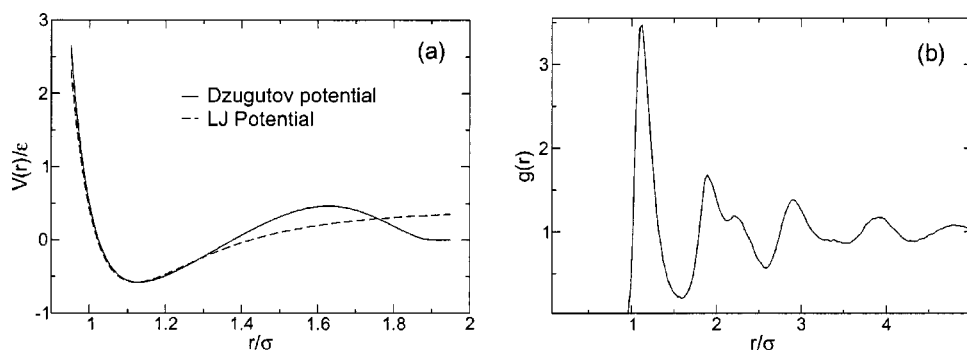 (a)
Dzugutov potential
LJ Potential
V(r)/ε
3
2
1
0
-1
1
1.2
1.4
1.6
1.8
2
r/σ
(b)
g(r)
3
2
1
1
2
3
4
r/σ